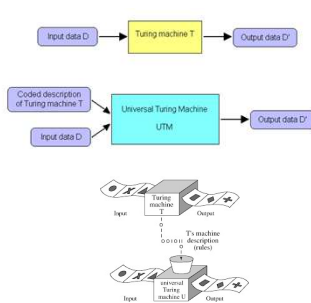 Input data D
Turing machine T
Output data D'
Coded description
of Turing machine T
Input data D
Universal Turing Machine
UTM
Output data D'
Turing
machine
T
Input
Output
T's machine
description
(rules)
universal
Turing
machine U
Input
Output